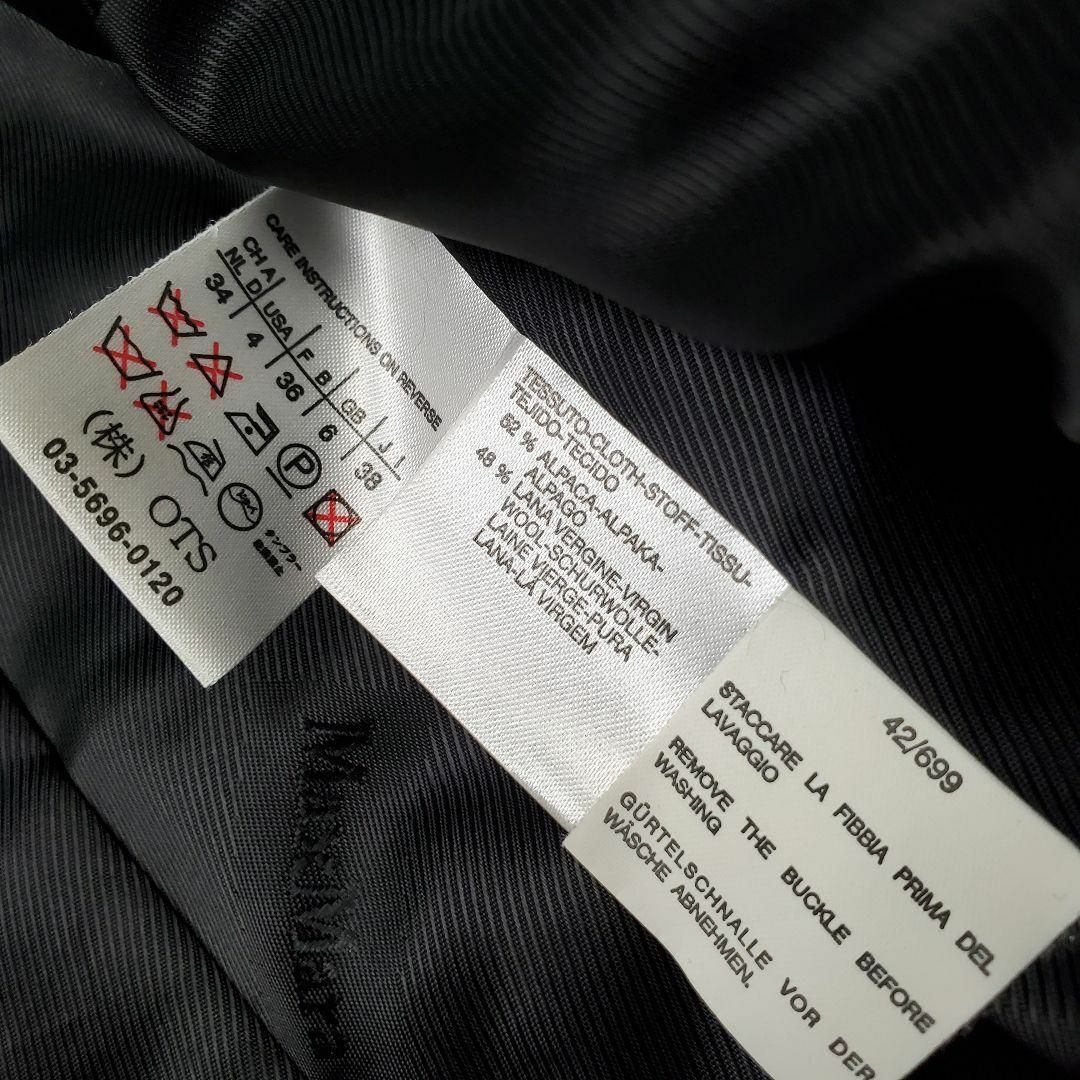 CARE INSTRUCTIONS ON REVERSE
CH A USA F B GB J I
NL D
34 4 36 6 38
P
(株) OTS
03-5696-0120
TESSUTO-CLOTH-STOFF-TISSU-
TEJIDO-TECIDO
52 % ALPACA-ALPAKA-
ALPAGO
48 % LANA VERGINE-VIRGIN
WOOL-SCHURWOLLE-
LAINE VIERGE-PURA
LANA-LÀ VIRGEM
42/699
STACCARE LA FIBBIA PRIMA DEL
LAVAGGIO
REMOVE THE BUCKLE BEFORE
WASHING
GÜRTELSCHNALLE VOR DER
WÄSCHE ABNEHMEN.
MaxMara